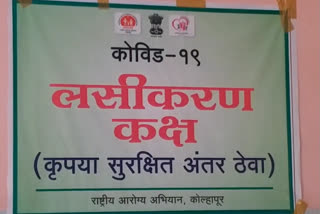 कोविड-१९
लसीकरण
कक्ष
(कृपया सुरक्षित अंतर ठेवा)
राष्ट्रीय आरोग्य अभियान, कोल्हापूर